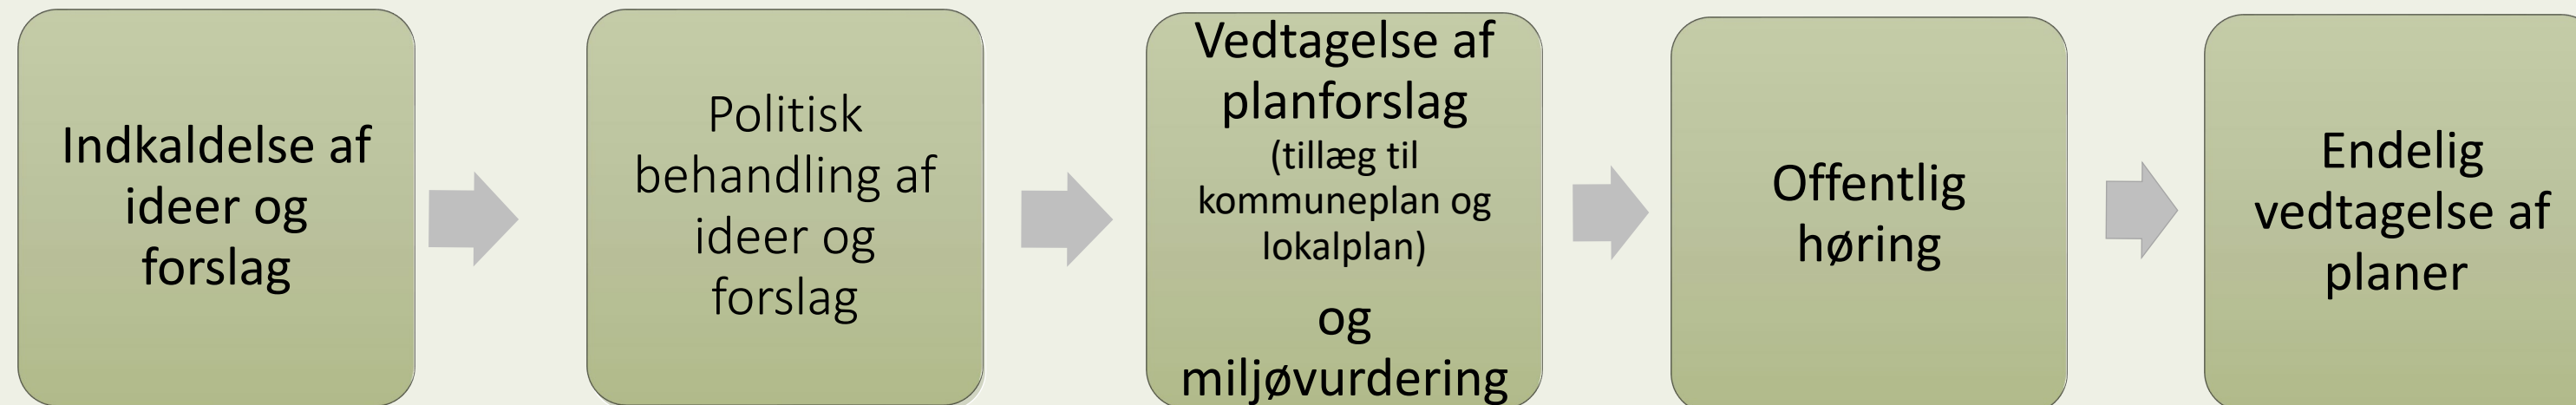 Indkaldelse af
ideer og
forslag
Politisk
behandling af
ideer og
forslag
Vedtagelse af
planforslag
(tillæg til
kommuneplan og
lokalplan)
og
miljøvurdering
Offentlig
høring
Endelig
vedtagelse af
planer